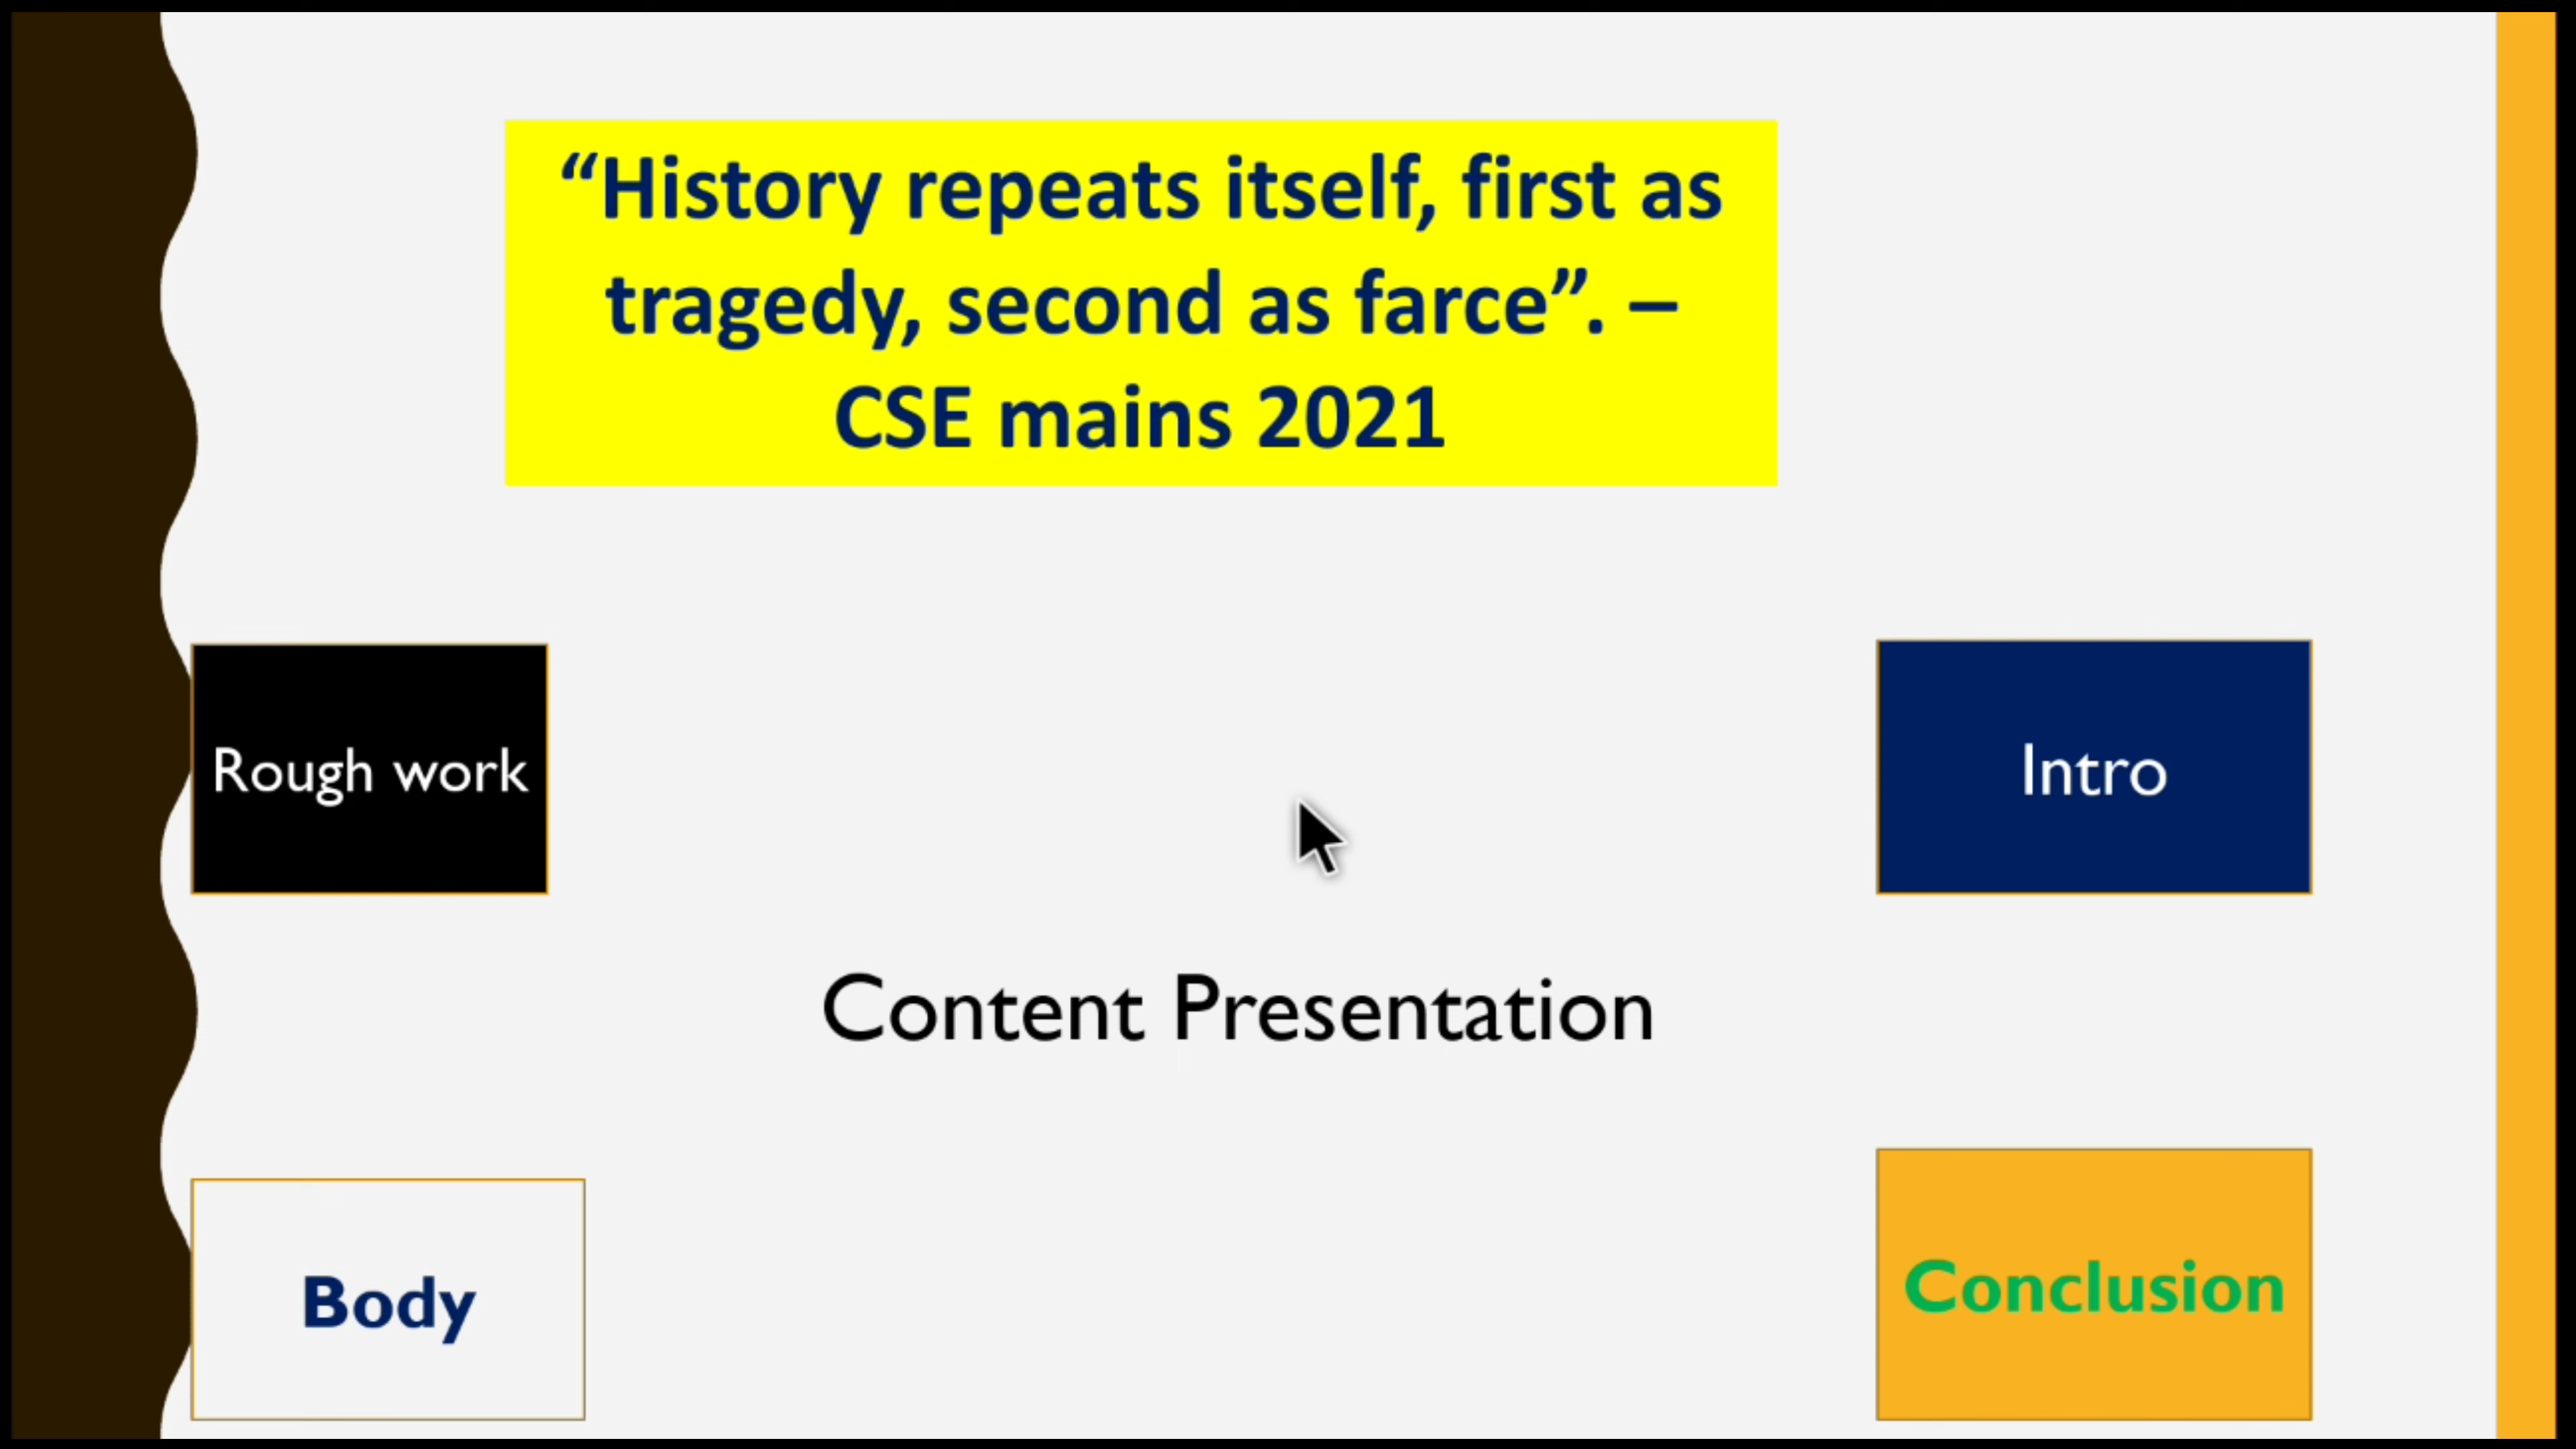 “History repeats itself, first as
tragedy, second as farce”. –
CSE mains 2021
Rough work
Intro
Content Presentation
Body
Conclusion